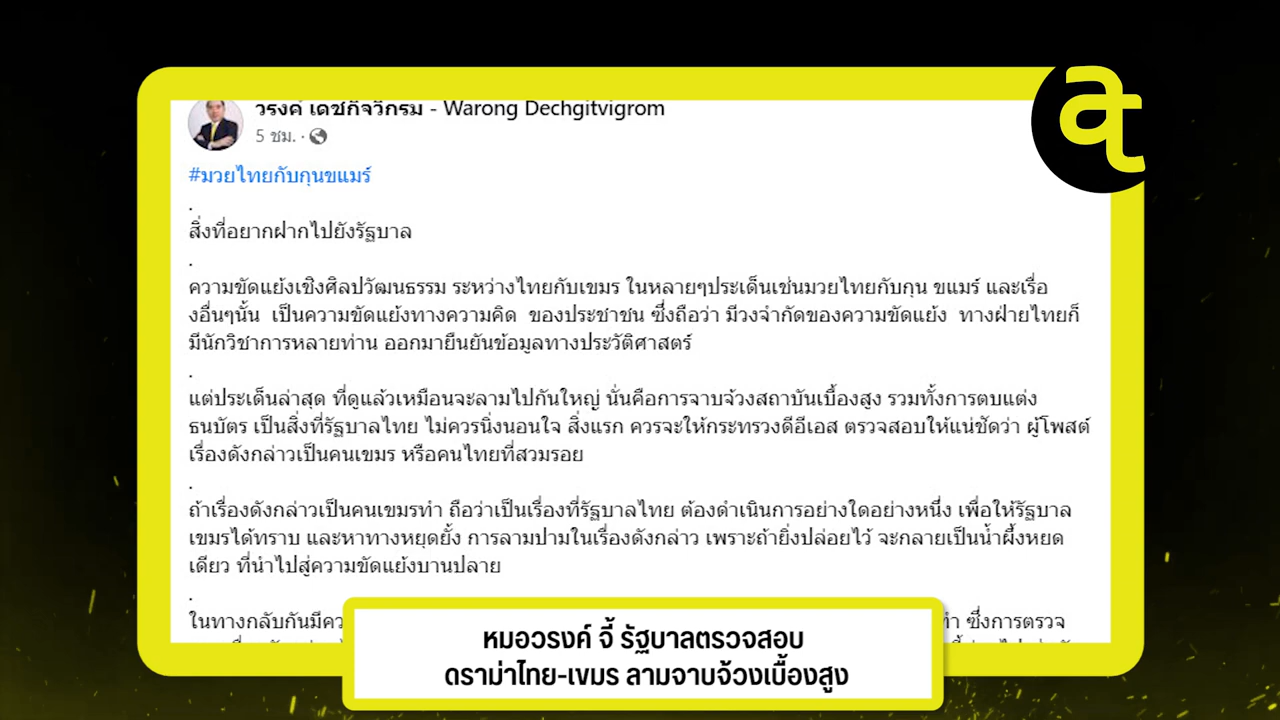 at
วรงค์ เดชกิจวิกรม - Warong Dechgitvigrom
5 ชม. ·
#มวยไทยกับกุนขแมร์
.
สิ่งที่อยากฝากไปยังรัฐบาล
.
ความขัดแย้งเชิงศิลปวัฒนธรรม ระหว่างไทยกับเขมร ในหลายๆประเด็นเช่นมวยไทยกับกุน ขแมร์ และเรื่อ
งอื่นๆนั้น เป็นความขัดแย้งทางความคิด ของประชาชน ซึ่งถือว่า มีวงจำกัดของความขัดแย้ง ทางฝ่ายไทยก็
มีนักวิชาการหลายท่าน ออกมายืนยันข้อมูลทางประวัติศาสตร์
.
แต่ประเด็นล่าสุด ที่ดูแล้วเหมือนจะลามไปกันใหญ่ นั่นคือการจาบจ้วงสถาบันเบื้องสูง รวมทั้งการตบแต่ง
ธนบัตร เป็นสิ่งที่รัฐบาลไทย ไม่ควรนิ่งนอนใจ สิ่งแรก ควรจะให้กระทรวงดีอีเอส ตรวจสอบให้แน่ชัดว่า ผู้โพสต์
เรื่องดังกล่าวเป็นคนเขมร หรือคนไทยที่สวมรอย
.
ถ้าเรื่องดังกล่าวเป็นคนเขมรทำ ถือว่าเป็นเรื่องที่รัฐบาลไทย ต้องดำเนินการอย่างใดอย่างหนึ่ง เพื่อให้รัฐบาล
เขมรได้ทราบ และหาทางหยุดยั้ง การลามปามในเรื่องดังกล่าว เพราะถ้ายิ่งปล่อยไว้ จะกลายเป็นน้ำผึ้งหยด
เดียว ที่นำไปสู่ความขัดแย้งบานปลาย
.
ในทางกลับกันมีคว ทำ ซึ่งการตรวจ
หมอวรงค์ จี้ รัฐบาลตรวจสอบ
ดราม่าไทย-เขมร ลามจาบจ้วงเบื้องสูง